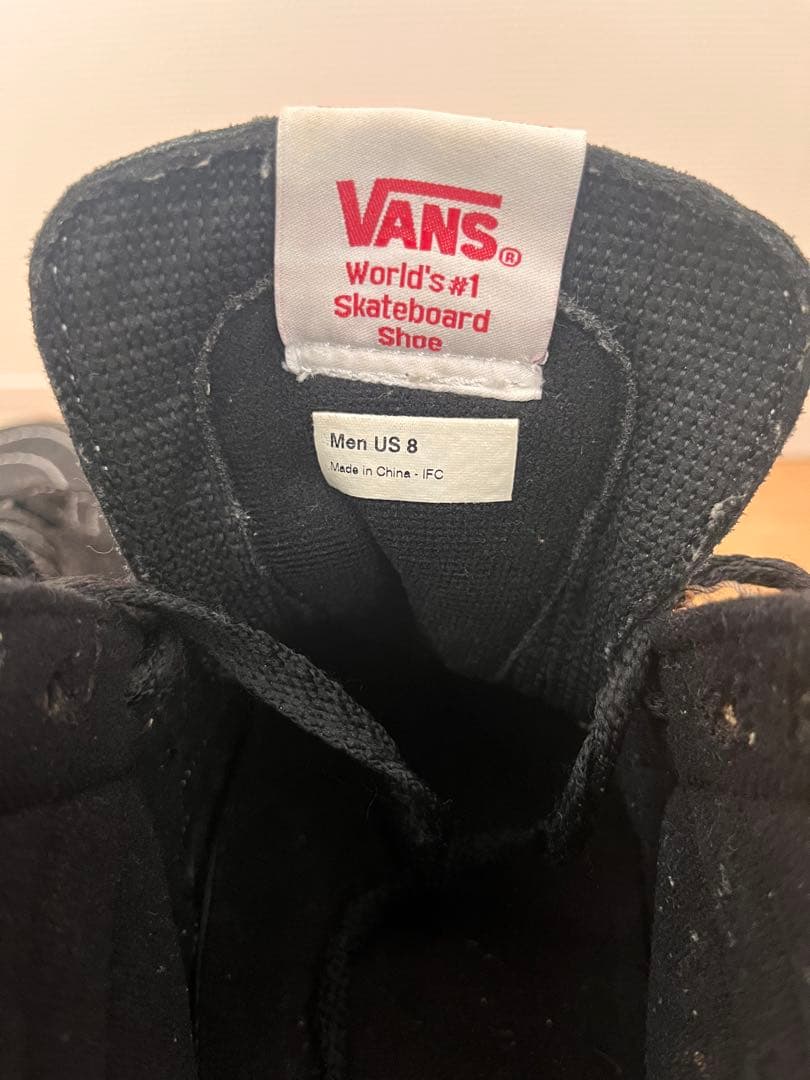 VANS®
World's #1
Skateboard
Shoe
Men US 8
Made in China - IFC